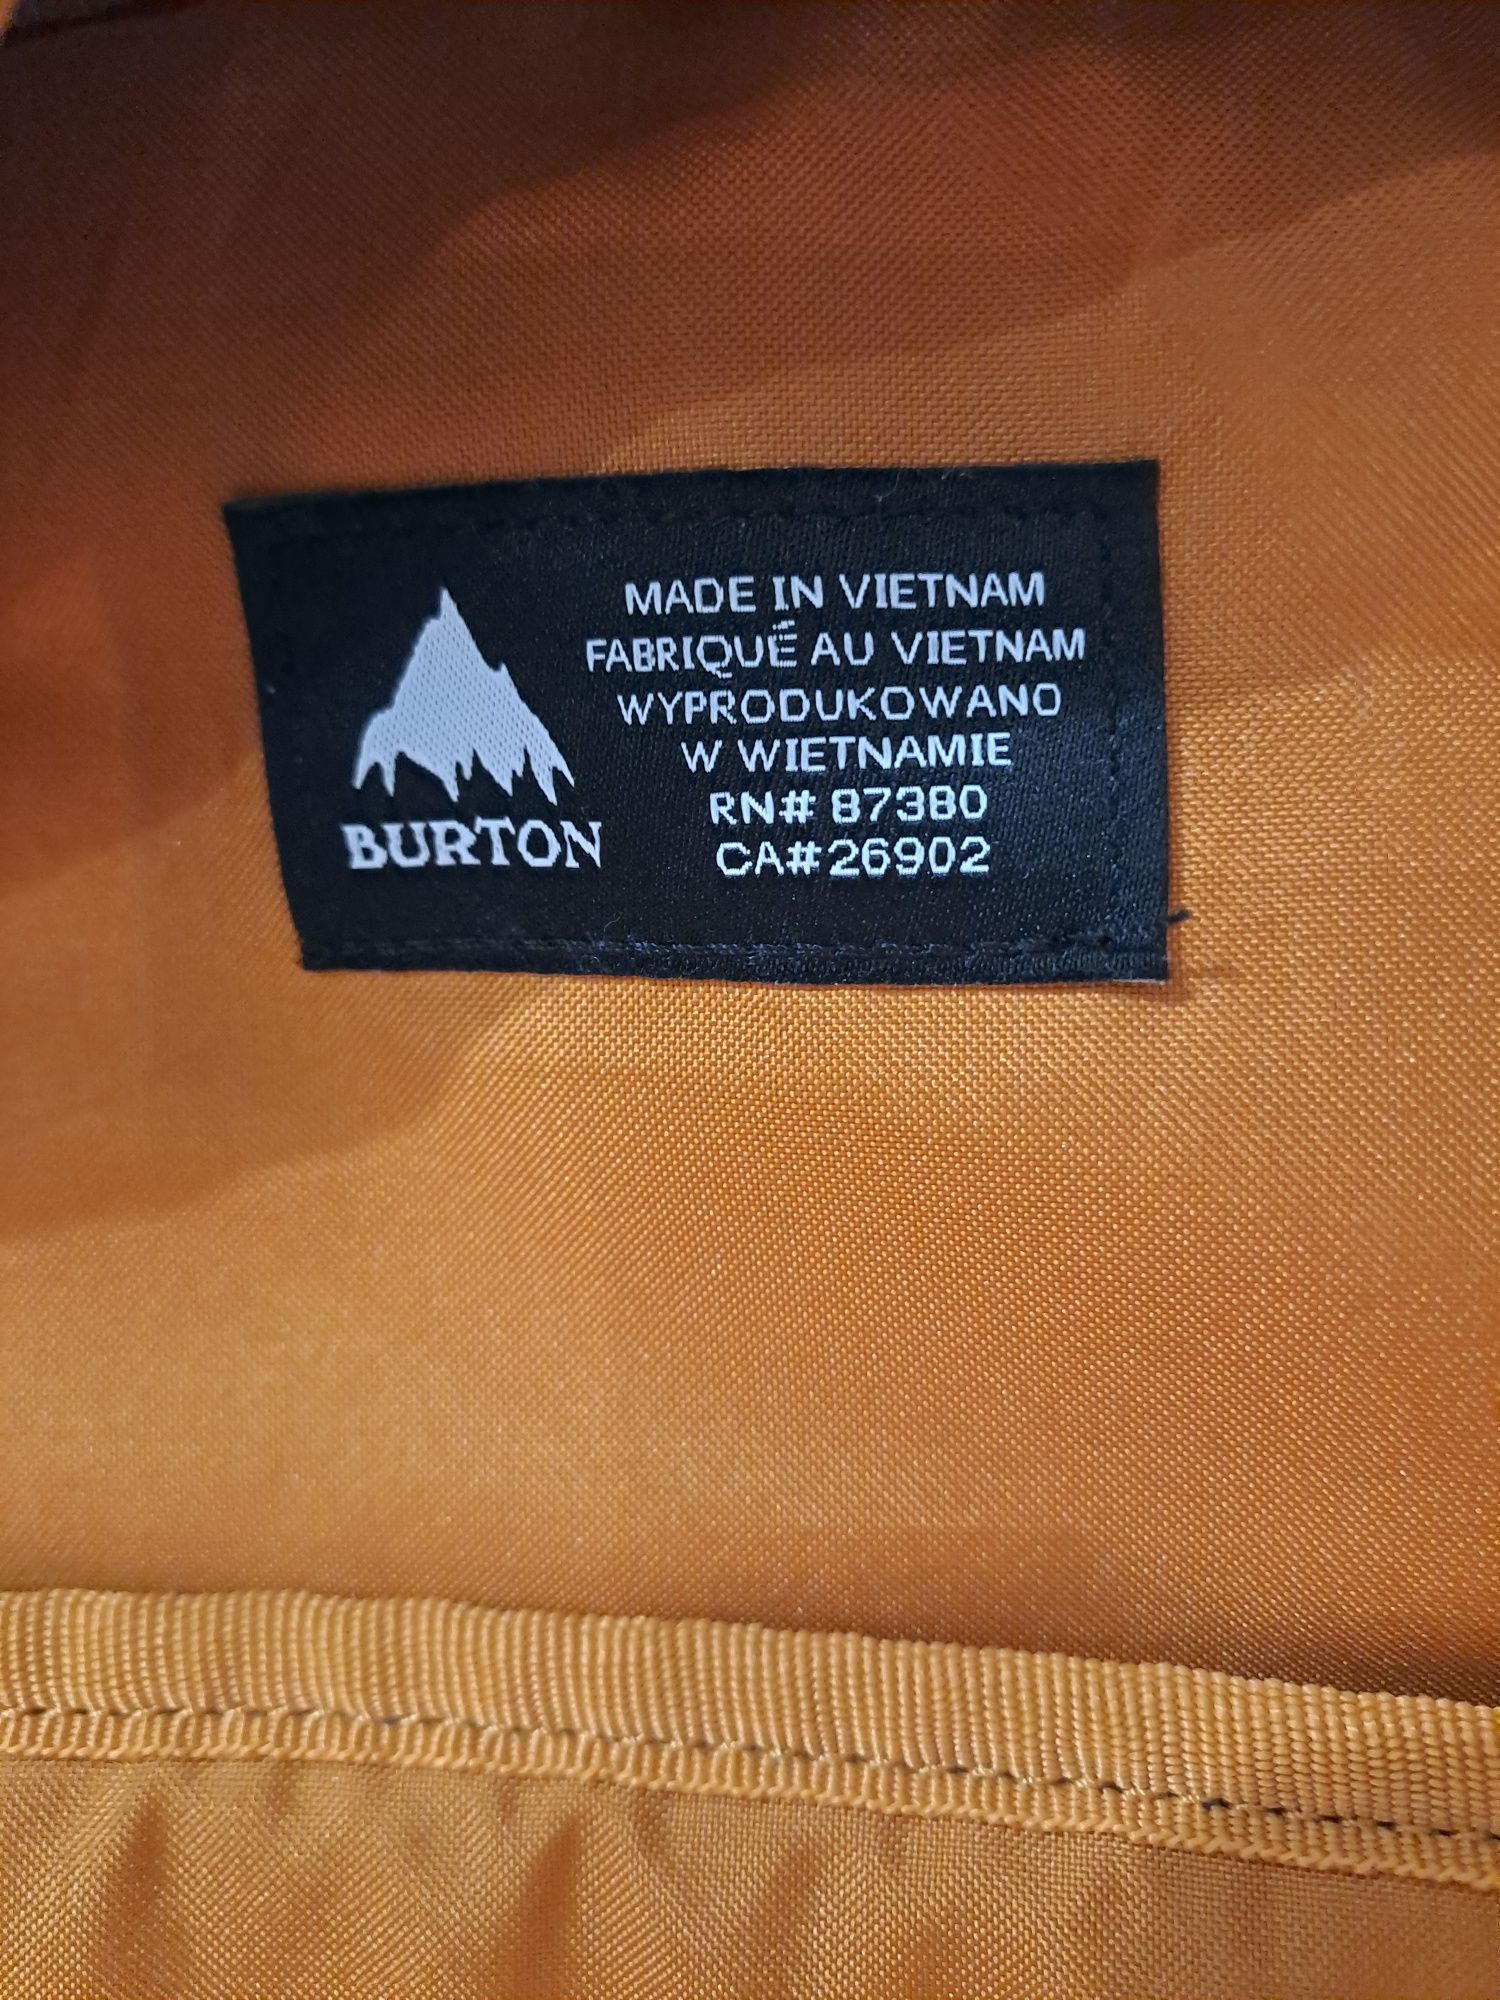 MADE IN VIETNAM
FABRIQUÉ AU VIETNAM
WYPRODUKOWANO
W WIETNAMIE
RN# 87380
CA#26902
BURTON